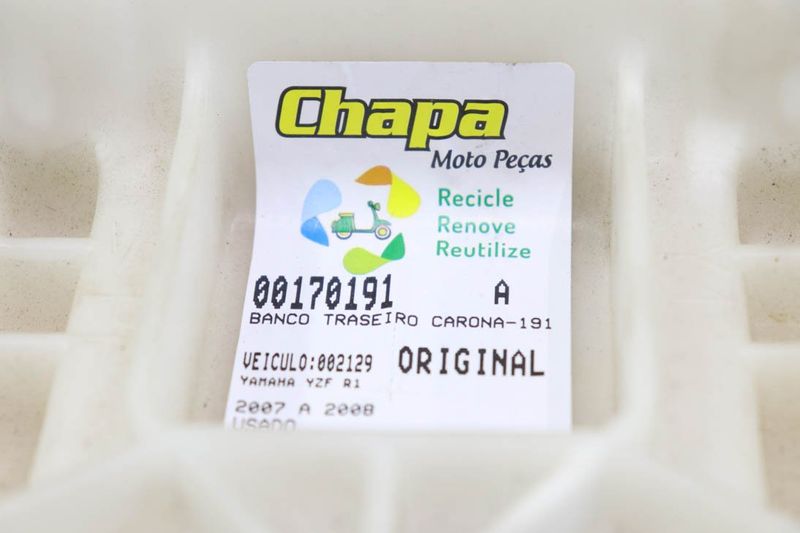 Chapa
Moto Peças
Recicle
Renove
Reutilize
00170191 A
BANCO TRASEIRO CARONA-191
VEICULO:002129 ORIGINAL
YAMAHA YZF R1
2007 A 2008
USADO